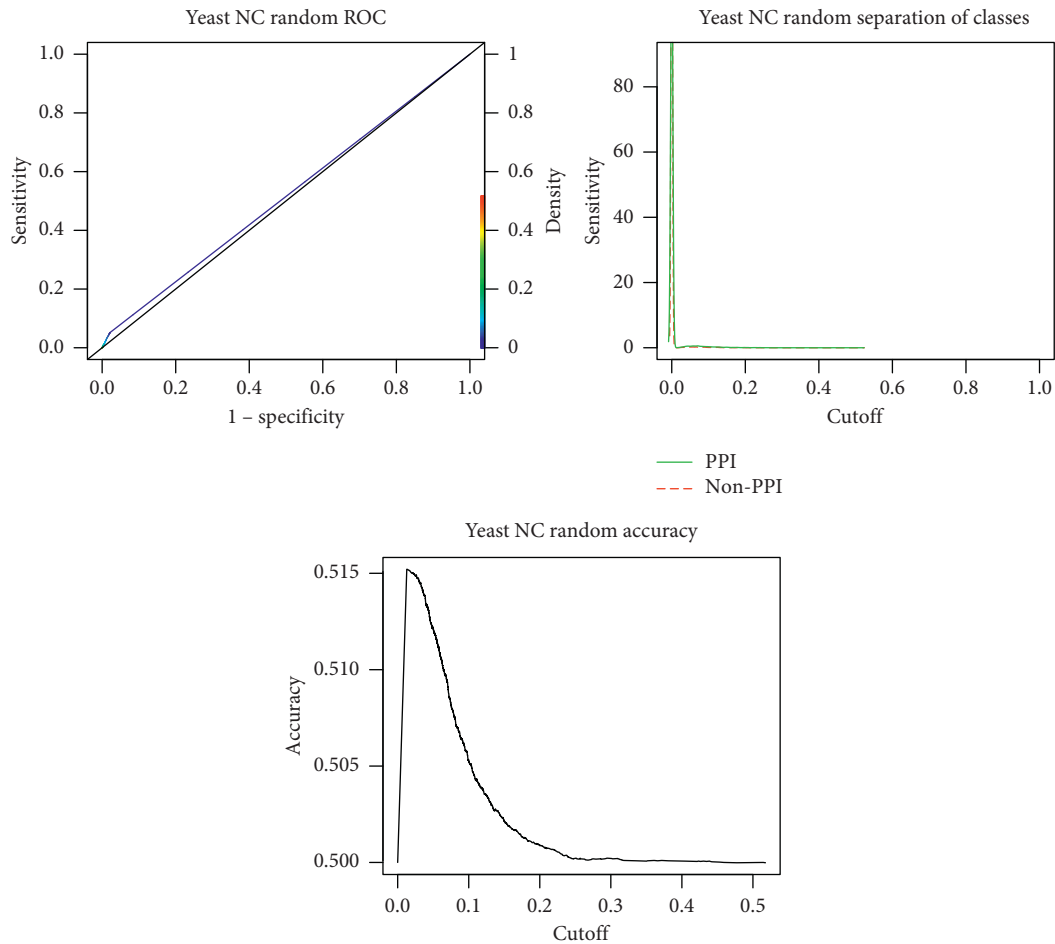 Yeast NC random ROC
1.0
0.8
0.6
0.4
0.2
0.0
Sensitivity
1
0.8
0.6
0.4
0.2
0
Density
0.0 0.2 0.4 0.6 0.8 1.0
1 – specificity
Yeast NC random separation of classes
80
60
40
20
0
Sensitivity
0.0 0.2 0.4 0.6 0.8 1.0
Cutoff
PPI
Non-PPI
Yeast NC random accuracy
0.515
0.510
0.505
0.500
Accuracy
0.0 0.1 0.2 0.3 0.4 0.5
Cutoff